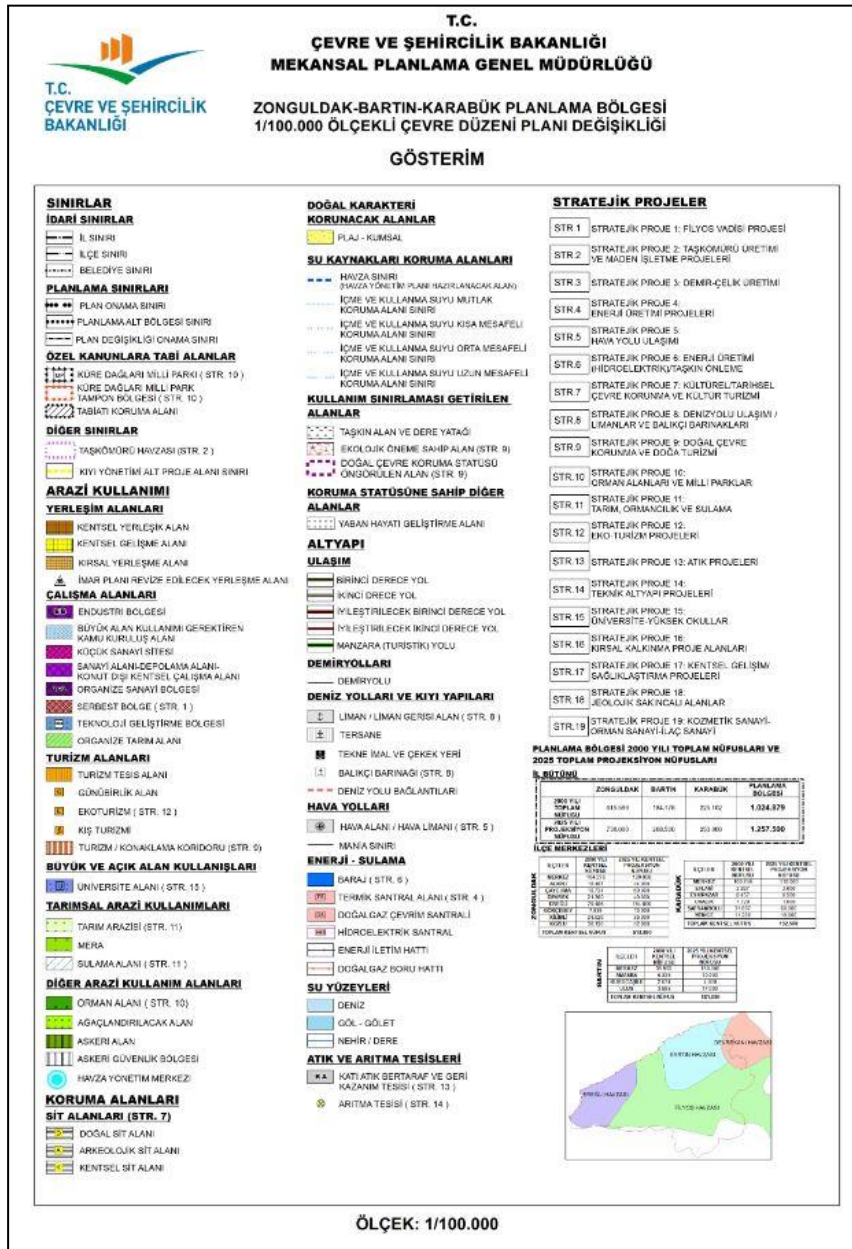 T.C.
ÇEVRE VE ŞEHİRCİLİK BAKANLIĞI
MEKANSAL PLANLAMA GENEL MÜDÜRLÜĞÜ
T.C.
ÇEVRE VE ŞEHİRCİLİK
BAKANLIĞI
ZONGULDAK-BARTIN-KARABÜK PLANLAMA BÖLGESİ
1/100.000 ÖLÇEKLİ ÇEVRE DÜZENİ PLANI DEĞİŞİKLİĞİ
GÖSTERİM
SINIRLAR
İDARİ SINIRLAR
İL SINIRI
İLÇE SINIRI
BELEDİYE SINIRI
PLANLAMA SINIRLARI
PLAN ONAMA SINIRI
PLANLAMA ALT BÖLGESİ SINIRI
PLAN DEĞİŞİKLİĞİ ONAMA SINIRI
ÖZEL KANUNLARA TABİ ALANLAR
KÜRE DAĞLARI MİLLİ PARKI ( STR. 10 )
KÜRE DAĞLARI MİLLİ PARK
TAMPON BÖLGESİ ( STR. 10 )
TABİATI KORUMA ALANI
DİĞER SINIRLAR
TAŞKÖMÜRÜ HAVZASI (STR. 2 )
KIYI YÖNETİMİ ALT PROJE ALANI SINIRI
ARAZİ KULLANIMI
YERLEŞİM ALANLARI
KENTSEL YERLEŞİK ALAN
KENTSEL GELİŞME ALANI
KIRSAL YERLEŞME ALANI
İMAR PLANI REVİZE EDİLECEK YERLEŞME ALANI
ÇALIŞMA ALANLARI
ENDÜSTRİ BÖLGESİ
BÜYÜK ALAN KULLANIMI GEREKTİREN
KAMU KURULUŞ ALAN
KÜÇÜK SANAYİ SİTESİ
SANAYİ ALANI-DEPOLAMA ALANI-
KONUT DIŞI KENTSEL ÇALIŞMA ALANI
ORGANİZE SANAYİ BÖLGESİ
SERBEST BÖLGE ( STR. 1 )
TEKNOLOJİ GELİŞTİRME BÖLGESİ
ORGANİZE TARIM ALANI
TURİZM ALANLARI
TURİZM TESİS ALANI
GÜNÜBİRLİK ALAN
EKOTURİZM ( STR. 12 )
KIŞ TURİZMİ
TURİZM / KONAKLAMA KORİDORU (STR. 9)
BÜYÜK VE AÇIK ALAN KULLANIŞLARI
ÜNİVERSİTE ALANI ( STR. 15 )
TARIMSAL ARAZİ KULLANIMLARI
TARIM ARAZİSİ (STR. 11)
MERA
SULAMA ALANI ( STR. 11 )
DİĞER ARAZİ KULLANIM ALANLARI
ORMAN ALANI ( STR. 10)
AĞAÇLANDIRILACAK ALAN
ASKERİ ALAN
ASKERİ GÜVENLİK BÖLGESİ
HAVZA YÖNETİM MERKEZİ
KORUMA ALANLARI
SİT ALANLARI (STR. 7)
DOĞAL SİT ALANI
ARKEOLOJİK SİT ALANI
KENTSEL SİT ALANI
DOĞAL KARAKTERİ
KORUNACAK ALANLAR
PLAJ - KUMSAL
SU KAYNAKLARI KORUMA ALANLARI
HAVZA SINIRI
(HAVZA YÖNETİM PLANI HAZIRLANACAK ALAN)
İÇME VE KULLANMA SUYU MUTLAK
KORUMA ALANI SINIRI
İÇME VE KULLANMA SUYU KISA MESAFELİ
KORUMA ALANI SINIRI
İÇME VE KULLANMA SUYU ORTA MESAFELİ
KORUMA ALANI SINIRI
İÇME VE KULLANMA SUYU UZUN MESAFELİ
KORUMA ALANI SINIRI
KULLANIM SINIRLAMASI GETİRİLEN
ALANLAR
TAŞKIN ALAN VE DERE YATAĞI
EKOLOJİK ÖNEME SAHİP ALAN (STR. 9)
DOĞAL ÇEVRE KORUMA STATÜSÜ
ÖNGÖRÜLEN ALAN (STR. 9)
KORUMA STATÜSÜNE SAHİP DİĞER
ALANLAR
YABAN HAYATI GELİŞTİRME ALANI
ALTYAPI
ULAŞIM
BİRİNCİ DERECE YOL
İKİNCİ DRECE YOL
İYİLEŞTİRİLECEK BİRİNCİ DERECE YOL
İYİLEŞTİRİLECEK İKİNCİ DERECE YOL
MANZARA (TURİSTİK) YOLU
DEMİRYOLLARI
DEMİRYOLU
DENİZ YOLLARI VE KIYI YAPILARI
LİMAN / LİMAN GERİSİ ALAN ( STR. 8 )
TERSANE
TEKNE İMAL VE ÇEKEK YERİ
BALIKÇI BARINAĞI (STR. 8)
DENİZ YOLU BAĞLANTILARI
HAVA YOLLARI
HAVA ALANI / HAVA LİMANI ( STR. 5 )
MANİA SINIRI
ENERJİ - SULAMA
BARAJ ( STR. 6 )
TERMİK SANTRAL ALANI ( STR. 4 )
DOĞALGAZ ÇEVRİM SANTRALİ
HİDROELEKTRİK SANTRAL
ENERJİ İLETİM HATTI
DOĞALGAZ BORU HATTI
SU YÜZEYLERİ
DENİZ
GÖL - GÖLET
NEHİR / DERE
ATIK VE ARITMA TESİSLERİ
KA KATI ATIK BERTARAF VE GERİ
KAZANIM TESİSİ ( STR. 13 )
ARITMA TESİSİ ( STR. 14 )
STRATEJİK PROJELER
STR.1 STRATEJİK PROJE 1: FİLYOS VADİSİ PROJESİ
STR.2 STRATEJİK PROJE 2: TAŞKÖMÜRÜ ÜRETİMİ
VE MADEN İŞLETME PROJELERİ
STR.3 STRATEJİK PROJE 3: DEMİR-ÇELİK ÜRETİMİ
STR.4 STRATEJİK PROJE 4:
ENERJİ ÜRETİMİ PROJELERİ
STR.5 STRATEJİK PROJE 5:
HAVA YOLU ULAŞIMI
STR.6 STRATEJİK PROJE 6: ENERJİ ÜRETİMİ
(HİDROELEKTRİK)/TAŞKIN ÖNLEME
STR.7 STRATEJİK PROJE 7: KÜLTÜREL/TARİHSEL
ÇEVRE KORUNMA VE KÜLTÜR TURİZMİ
STR.8 STRATEJİK PROJE 8: DENİZYOLU ULAŞIMI /
LİMANLAR VE BALIKÇI BARINAKLARI
STR.9 STRATEJİK PROJE 9: DOĞAL ÇEVRE
KORUNMA VE DOĞA TURİZMİ
STR.10 STRATEJİK PROJE 10:
ORMAN ALANLARI VE MİLLİ PARKLAR
STR.11 STRATEJİK PROJE 11:
TARIM, ORMANCILIK VE SULAMA
STR.12 STRATEJİK PROJE 12:
EKO-TURİZM PROJELERİ
STR.13 STRATEJİK PROJE 13: ATIK PROJELERİ
STR.14 STRATEJİK PROJE 14:
TEKNİK ALTYAPI PROJELERİ
STR.15 STRATEJİK PROJE 15:
ÜNİVERSİTE-YÜKSEK OKULLAR
STR.16 STRATEJİK PROJE 16:
KIRSAL KALKINMA PROJE ALANLARI
STR.17 STRATEJİK PROJE 17: KENTSEL GELİŞİM/
SAĞLIKLAŞTIRMA PROJELERİ
STR.18 STRATEJİK PROJE 18:
JEOLOJİK SAKINCALI ALANLAR
STR.19 STRATEJİK PROJE 19: KOZMETİK SANAYİ-
ORMAN SANAYİ-İLAÇ SANAYİ
PLANLAMA BÖLGESİ 2000 YILI TOPLAM NÜFUSLARI VE
2025 TOPLAM PROJEKSİYON NÜFUSLARI
İL BÜTÜNÜ
ZONGULDAK BARTIN KARABÜK PLANLAMA BÖLGESİ
2000 YILI TOPLAM NÜFUSU 1.024.879
2025 YILI PROJEKSİYON NÜFUSU 1.257.500
İLÇE MERKEZLERİ
ZONGULDAK
KARABÜK
BARTIN
BARTIN HAVZASI
FİLYOS HAVZASI
ÖLÇEK: 1/100.000